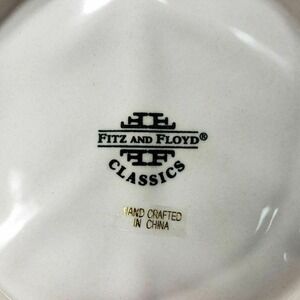 FITZ AND FLOYD®
CLASSICS
HAND CRAFTED
IN CHINA